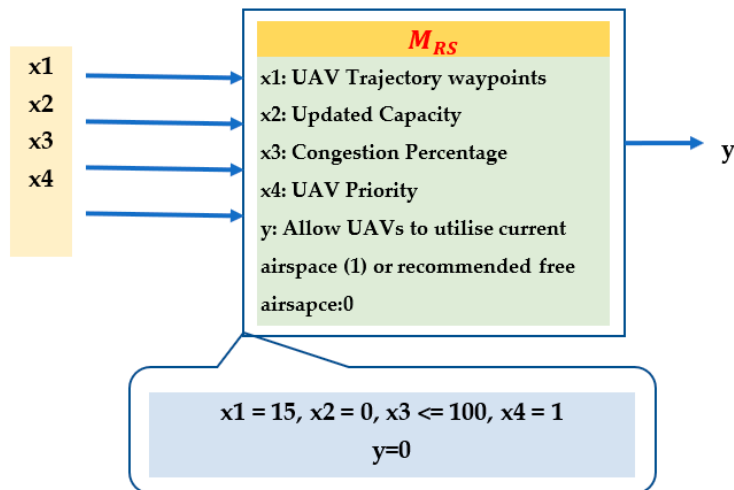 x1
x2
x3
x4
M_RS
x1: UAV Trajectory waypoints
x2: Updated Capacity
x3: Congestion Percentage
x4: UAV Priority
y: Allow UAVs to utilise current
airspace (1) or recommended free
airsapce:0
y
x1 = 15, x2 = 0, x3 <= 100, x4 = 1
y=0